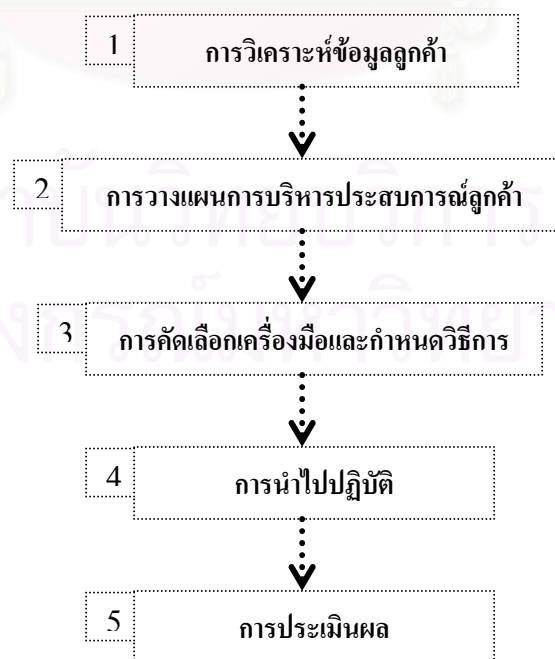 1
การวิเคราะห์ข้อมูลลูกค้า
2
การวางแผนการบริหารประสบการณ์ลูกค้า
3
การคัดเลือกเครื่องมือและกำหนดวิธีการ
4
การนำไปปฏิบัติ
5
การประเมินผล